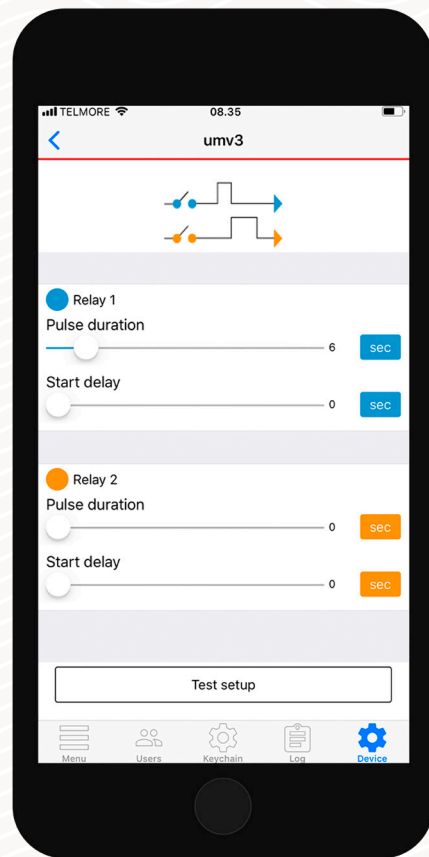 TELMORE 08.35
umv3
Relay 1
Pulse duration
6 sec
Start delay
0 sec
Relay 2
Pulse duration
0 sec
Start delay
0 sec
Test setup
Menu Users Keychain Log Device